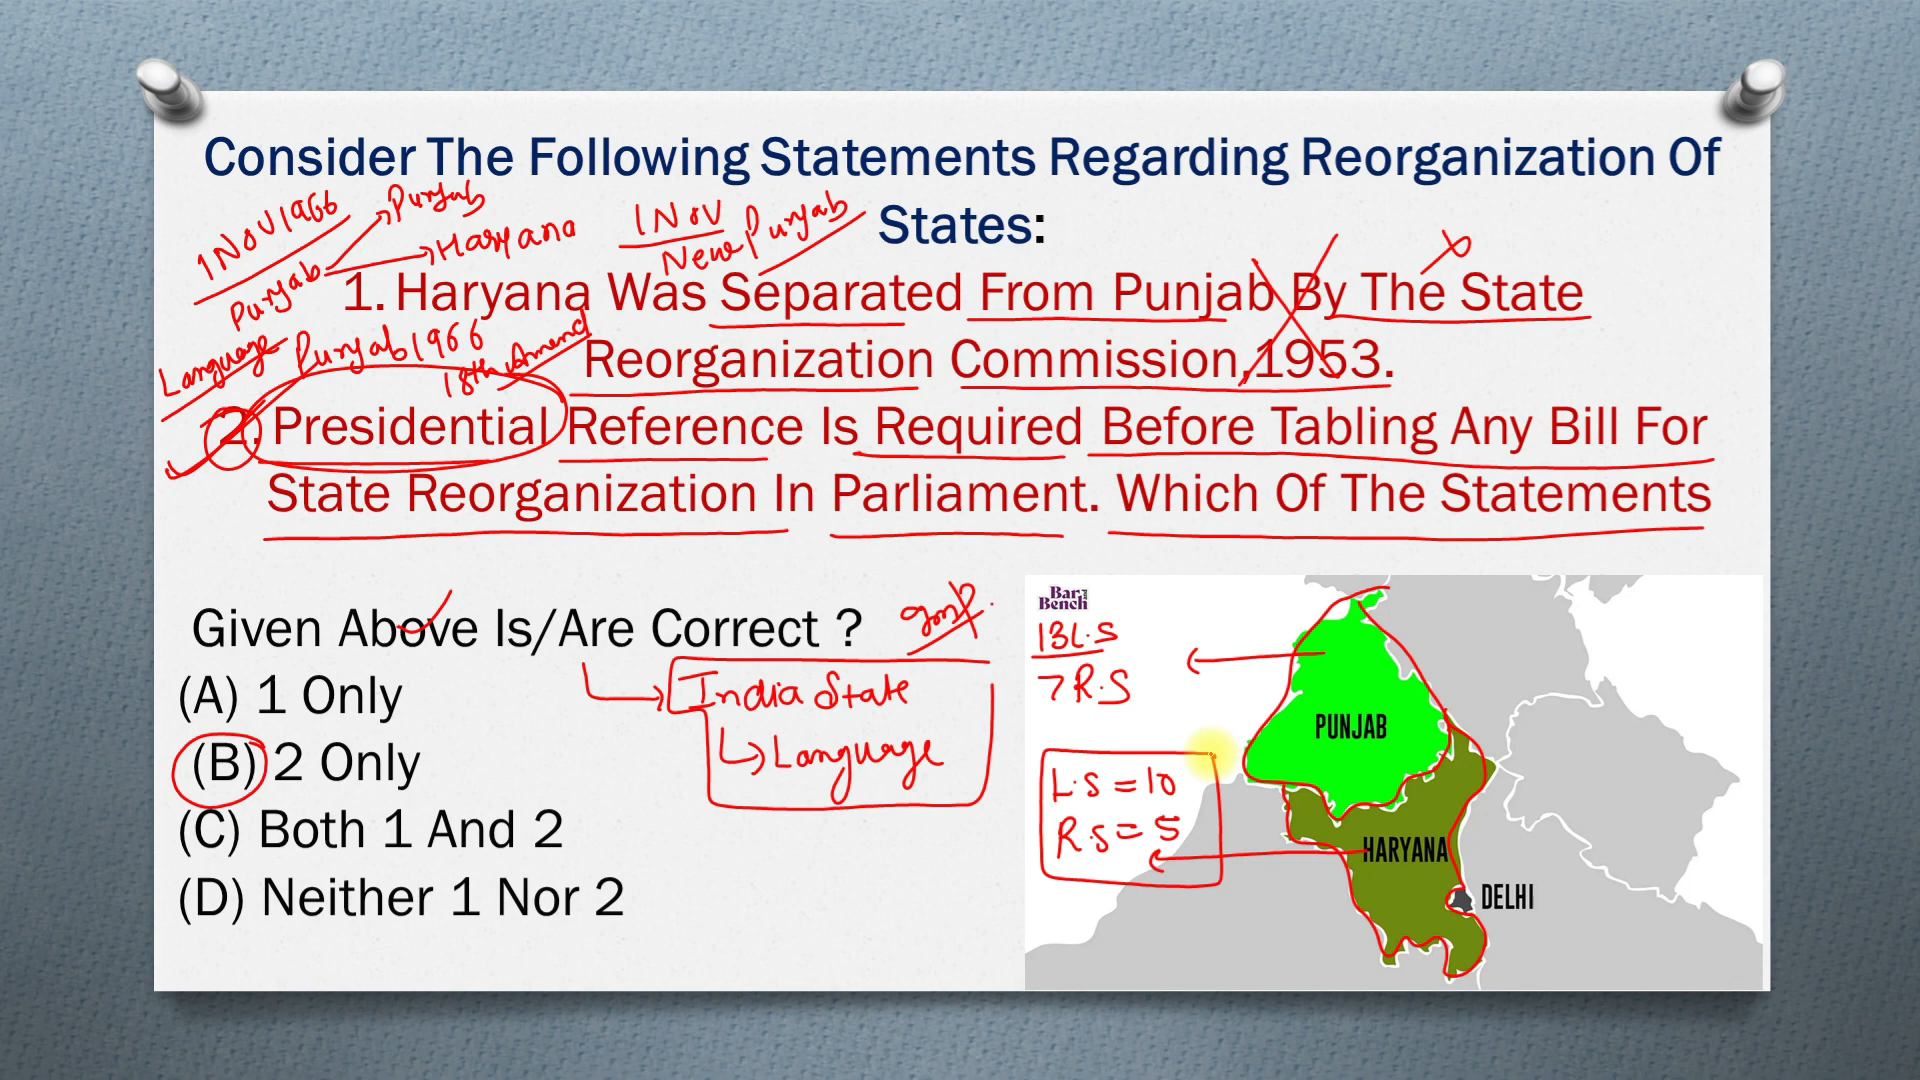 Consider The Following Statements Regarding Reorganization Of
States:
1 Nov 1966
Punjab
Punjab
Haryana
1 Nov
New Punjab
1. Haryana Was Separated From Punjab By The State
Language
Punjab 1966
18th Amend
Reorganization Commission,1953.
2. Presidential Reference Is Required Before Tabling Any Bill For
State Reorganization In Parliament. Which Of The Statements
Given Above Is/Are Correct ?
(A) 1 Only
(B) 2 Only
(C) Both 1 And 2
(D) Neither 1 Nor 2
India State
Language
Bar and
Bench
13L.S
7 R.S
L.S = 10
R.S = 5
PUNJAB
HARYANA
DELHI